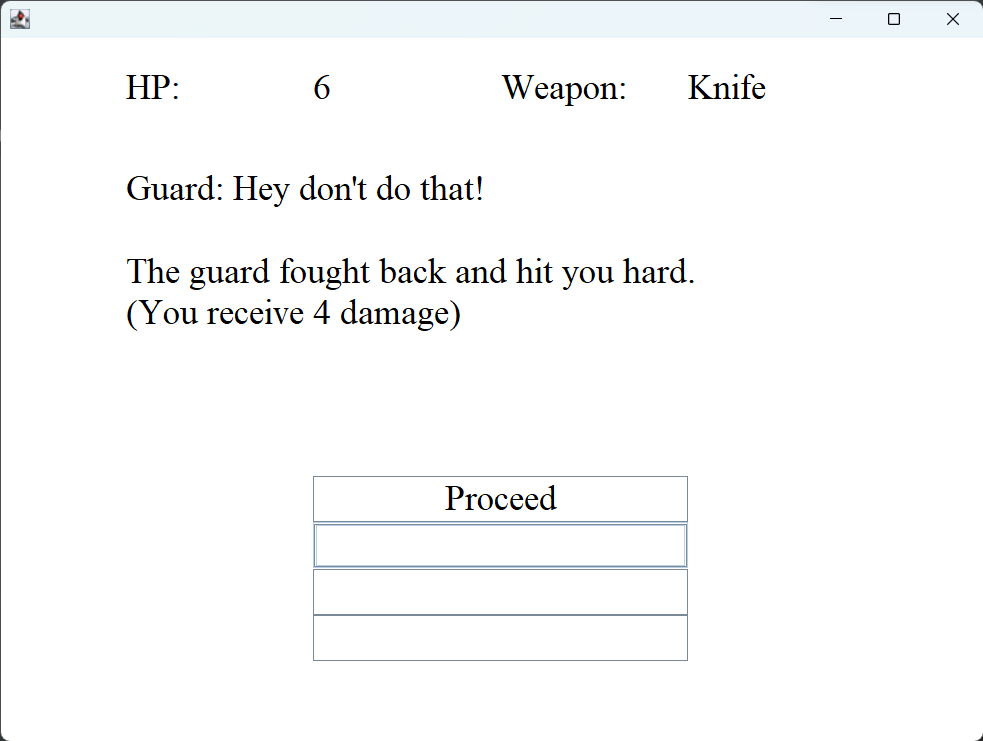 HP: 6 Weapon: Knife
Guard: Hey don't do that!
The guard fought back and hit you hard.
(You receive 4 damage)
Proceed